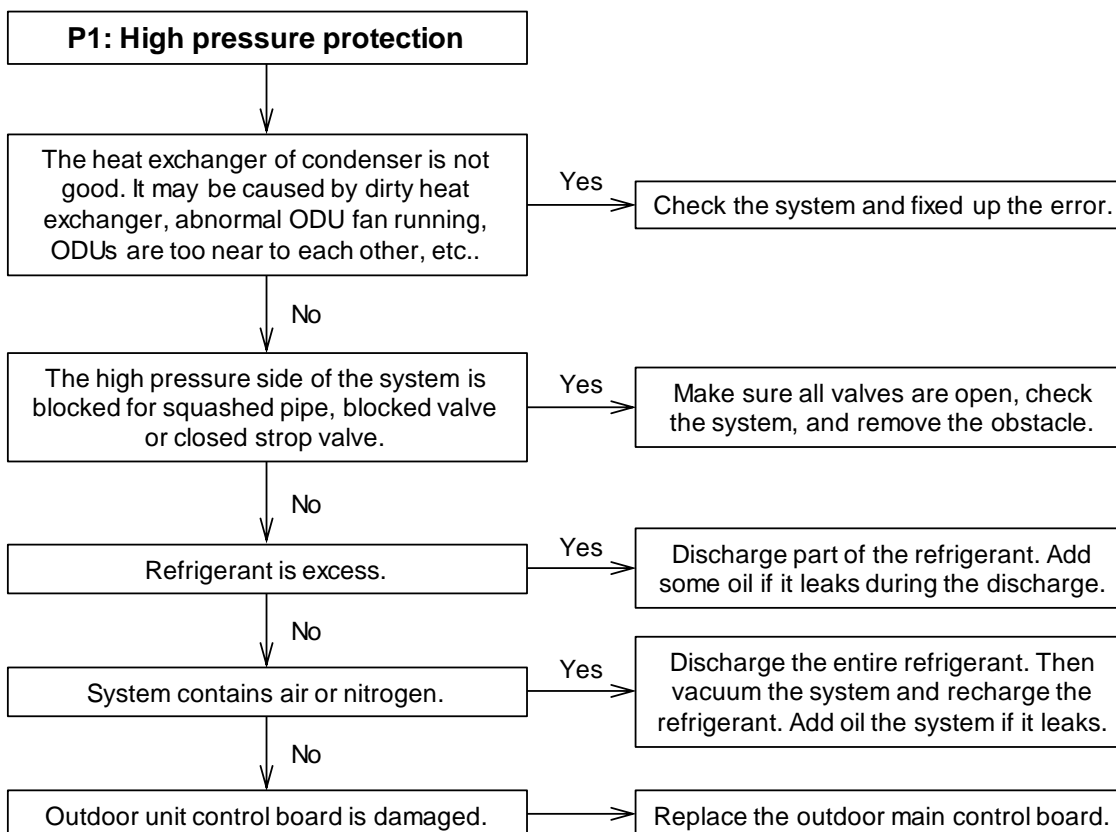 P1: High pressure protection
The heat exchanger of condenser is not
good. It may be caused by dirty heat
exchanger, abnormal ODU fan running,
ODUs are too near to each other, etc..
Yes
Check the system and fixed up the error.
No
The high pressure side of the system is
blocked for squashed pipe, blocked valve
or closed strop valve.
Yes
Make sure all valves are open, check
the system, and remove the obstacle.
No
Refrigerant is excess.
Yes
Discharge part of the refrigerant. Add
some oil if it leaks during the discharge.
No
System contains air or nitrogen.
Yes
Discharge the entire refrigerant. Then
vacuum the system and recharge the
refrigerant. Add oil the system if it leaks.
No
Outdoor unit control board is damaged.
Replace the outdoor main control board.